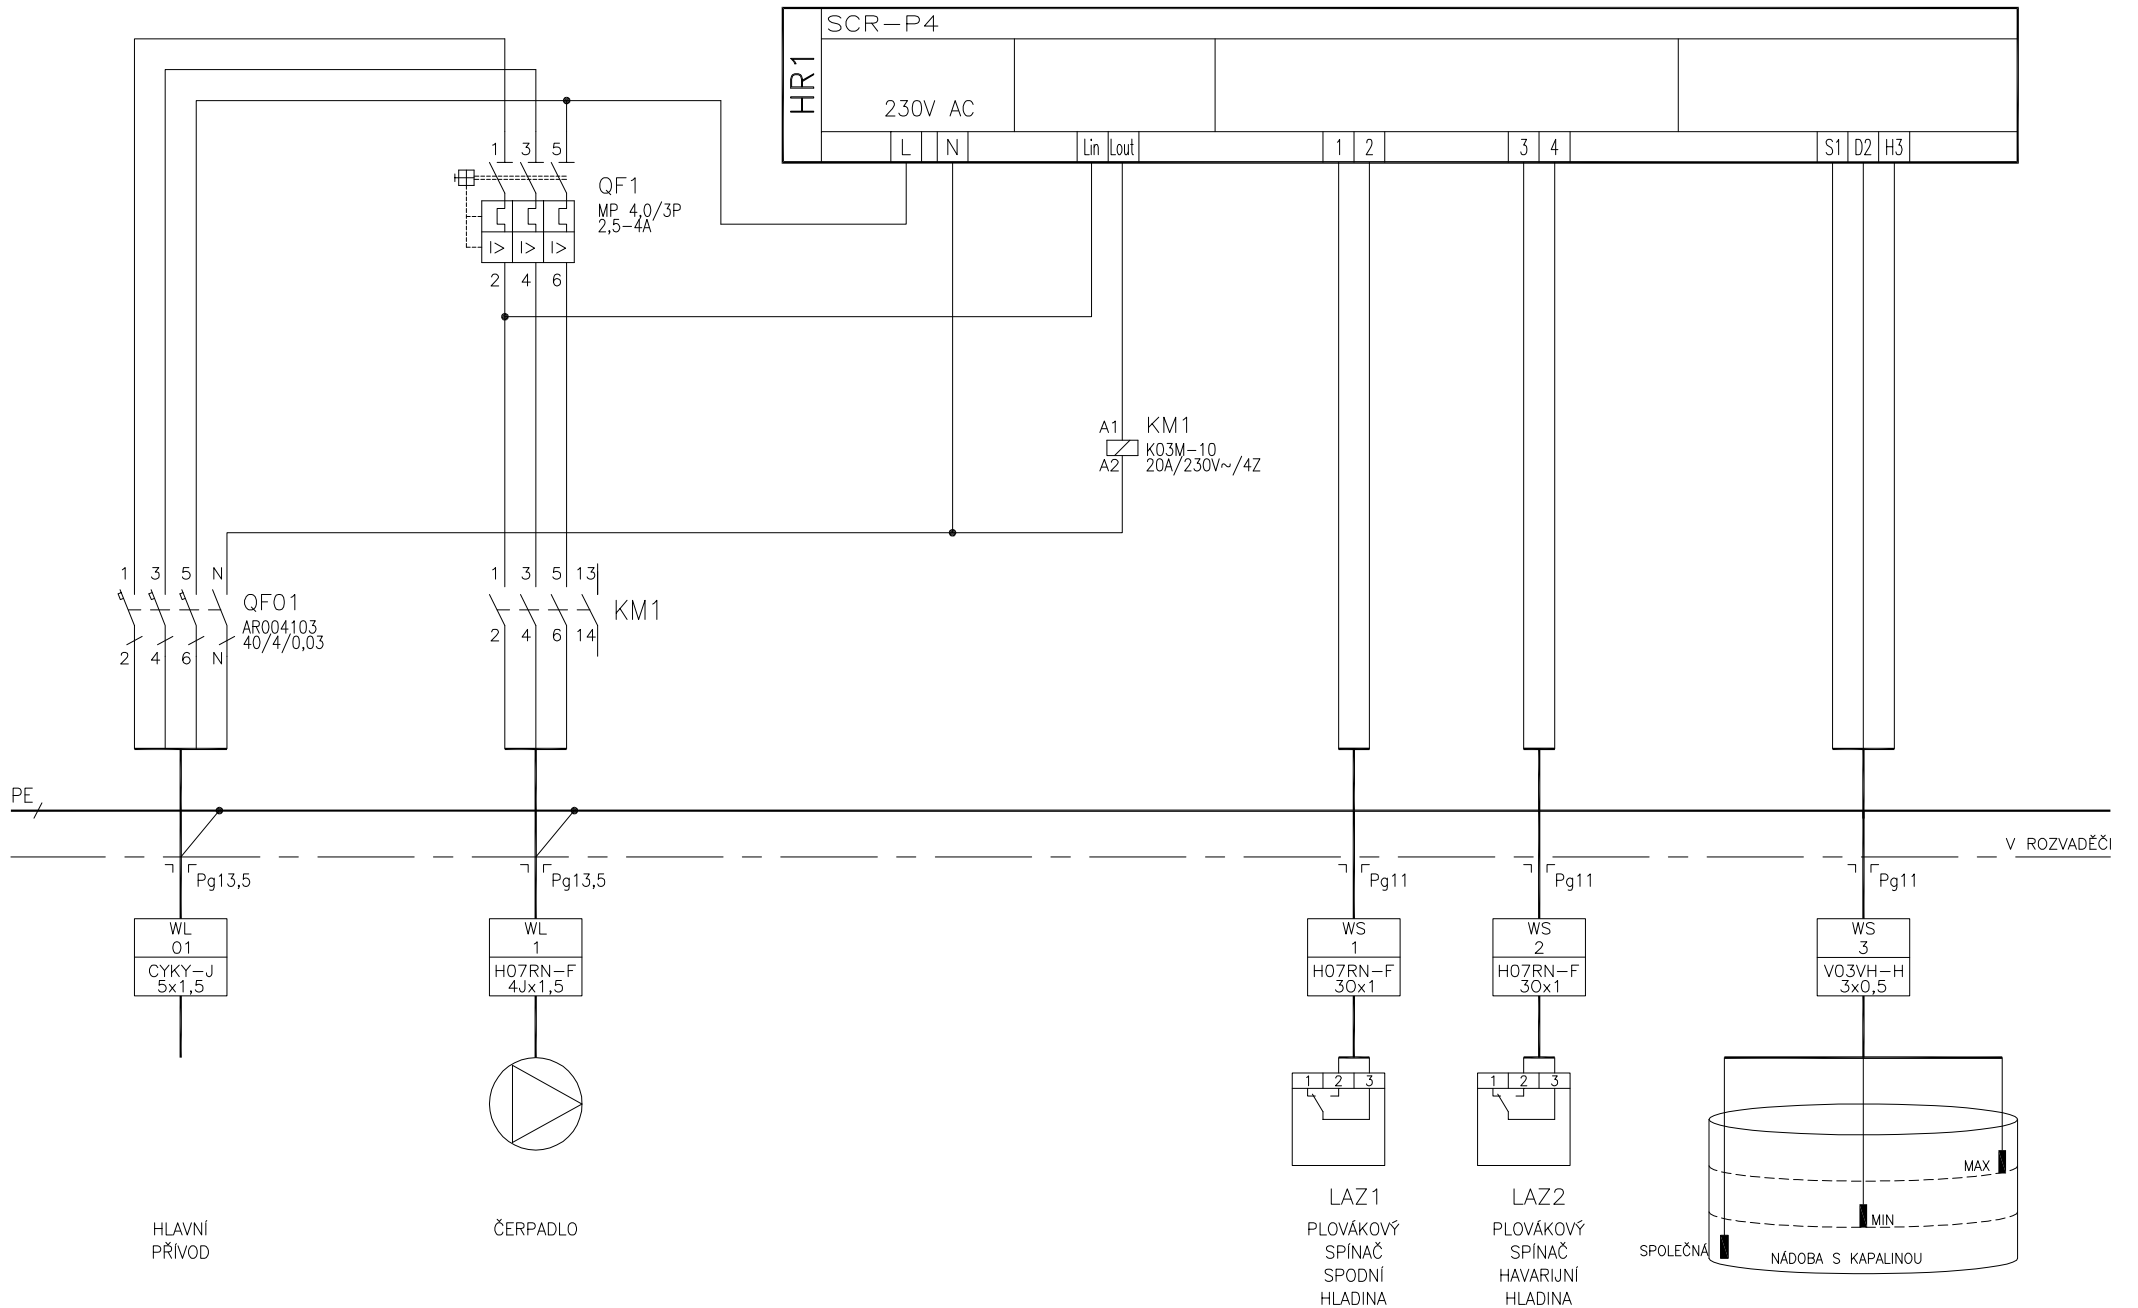 SCR-P4
HR1
230V AC
L N Lin Lout 1 2 3 4 S1 D2 H3
1 3 5
QF1
MP 4,0/3P
2,5-4A
I> I> I>
2 4 6
A1 KM1
K03M-10
A2 20A/230V~/4Z
1 3 5 N
QF01
AR004103
40/4/0,03
2 4 6 N
1 3 5 13
KM1
2 4 6 14
PE
V ROZVADĚČI
Pg13,5 Pg13,5 Pg11 Pg11 Pg11
WL
01
CYKY-J
5x1,5
WL
1
H07RN-F
4Jx1,5
WS
1
H07RN-F
3Ox1
WS
2
H07RN-F
3Ox1
WS
3
V03VH-H
3x0,5
1 2 3
1 2 3
HLAVNÍ
PŘÍVOD
ČERPADLO
LAZ1
PLOVÁKOVÝ
SPÍNAČ
SPODNÍ
HLADINA
LAZ2
PLOVÁKOVÝ
SPÍNAČ
HAVARIJNÍ
HLADINA
MAX
MIN
SPOLEČNÁ
NÁDOBA S KAPALINOU